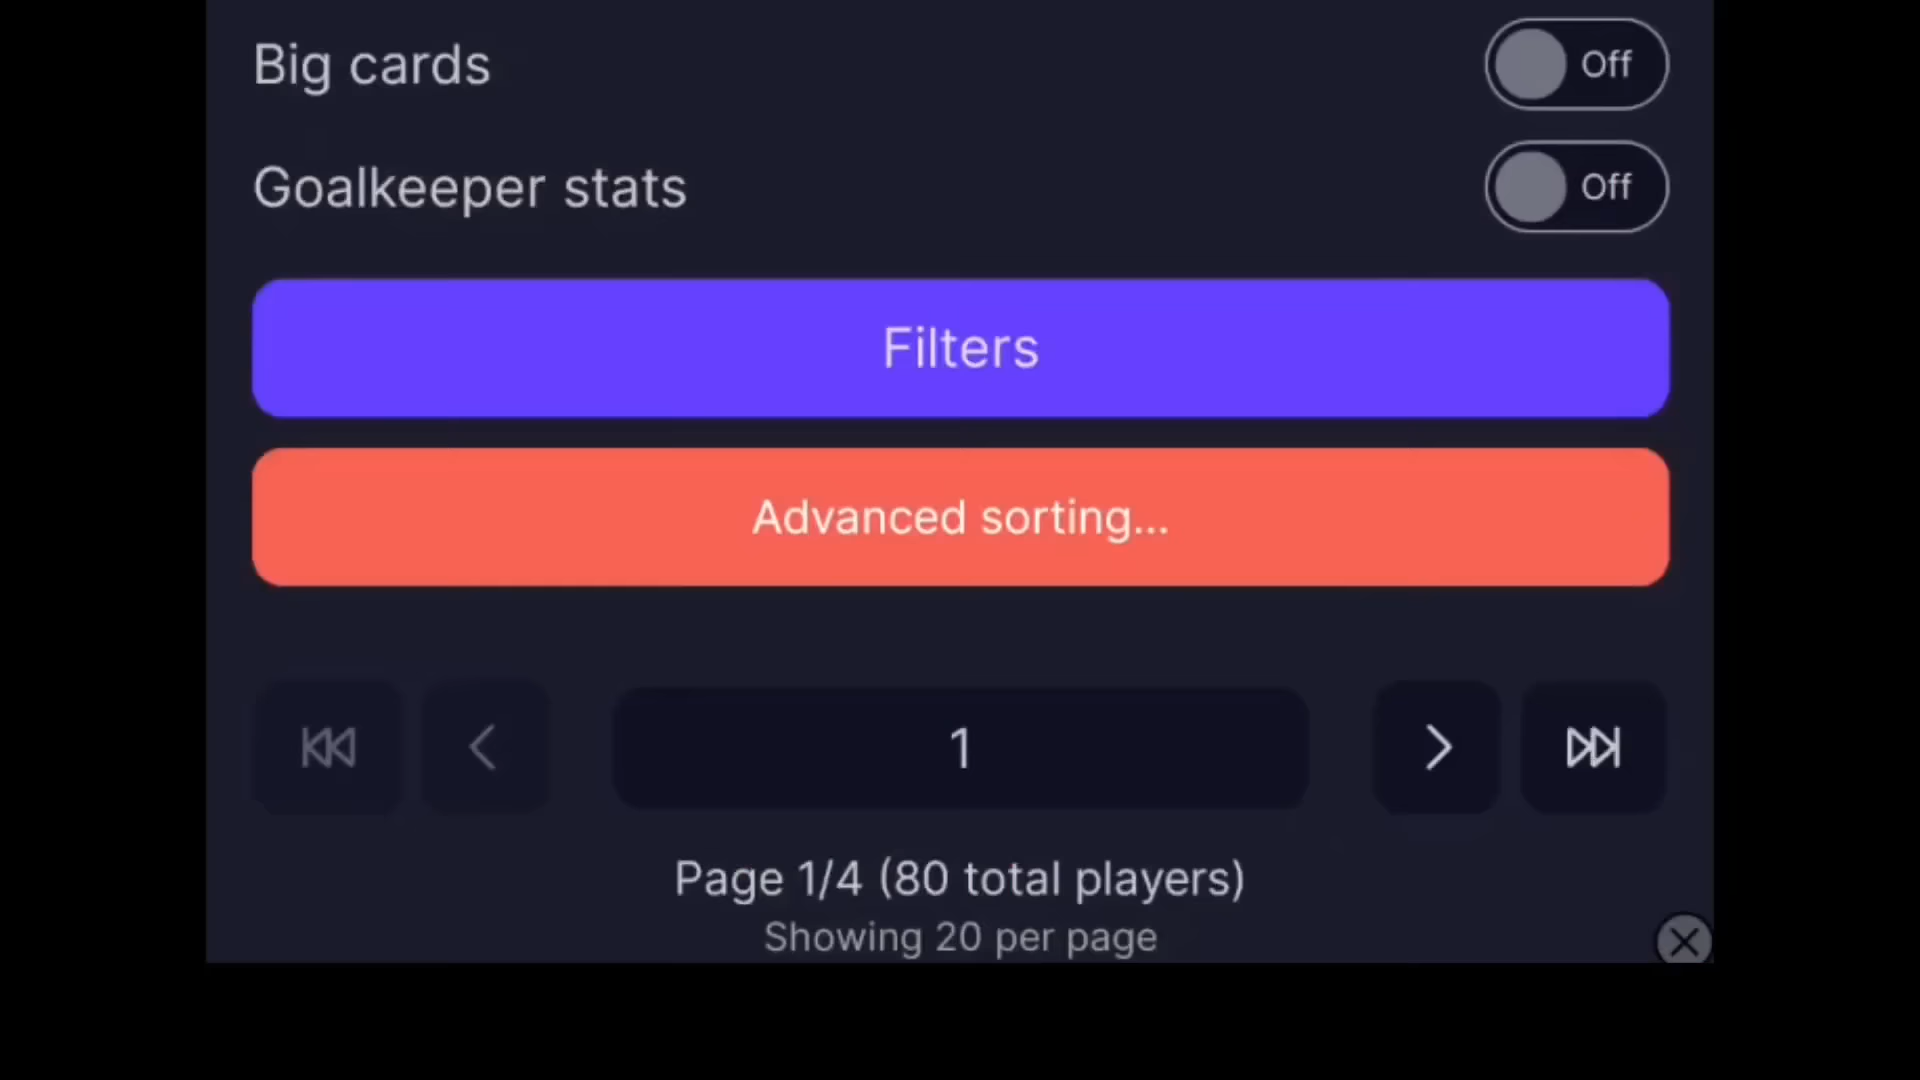 Big cards
Off
Goalkeeper stats
Off
Filters
Advanced sorting...
1
Page 1/4 (80 total players)
Showing 20 per page